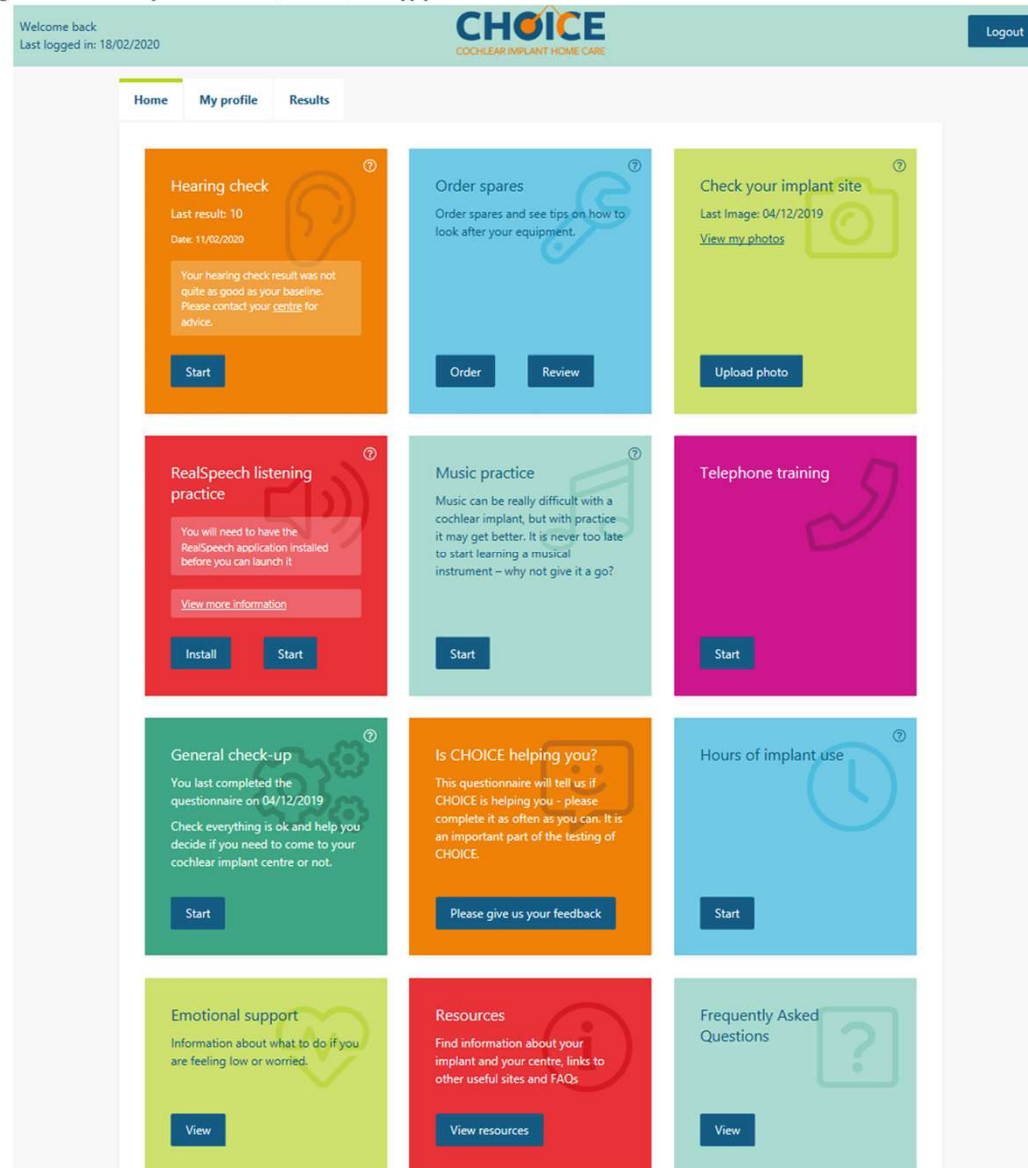 Welcome back
Last logged in: 18/02/2020
CHOICE
COCHLEAR IMPLANT HOME CARE
Logout
Home
My profile
Results
Hearing check
Last result: 10
Date: 11/02/2020
Your hearing check result was not
quite as good as your baseline.
Please contact your centre for
advice.
Start
Order spares
Order spares and see tips on how to
look after your equipment.
Order
Review
Check your implant site
Last Image: 04/12/2019
View my photos
Upload photo
RealSpeech listening
practice
You will need to have the
RealSpeech application installed
before you can launch it
View more information
Install
Start
Music practice
Music can be really difficult with a
cochlear implant, but with practice
it may get better. It is never too late
to start learning a musical
instrument – why not give it a go?
Start
Telephone training
Start
General check-up
You last completed the
questionnaire on 04/12/2019
Check everything is ok and help you
decide if you need to come to your
cochlear implant centre or not.
Start
Is CHOICE helping you?
This questionnaire will tell us if
CHOICE is helping you - please
complete it as often as you can. It is
an important part of the testing of
CHOICE.
Please give us your feedback
Hours of implant use
Start
Emotional support
Information about what to do if you
are feeling low or worried.
View
Resources
Find information about your
implant and your centre, links to
other useful sites and FAQs
View resources
Frequently Asked
Questions
View